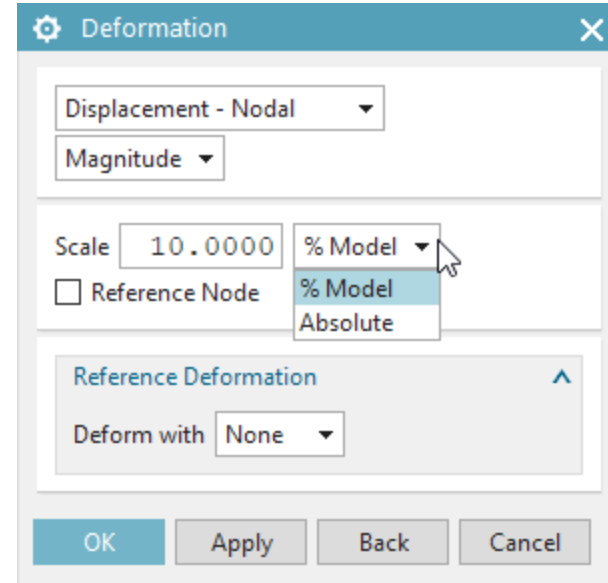 Deformation
Displacement - Nodal
Magnitude
Scale 10.0000 % Model
Reference Node
% Model
Absolute
Reference Deformation
Deform with None
OK Apply Back Cancel